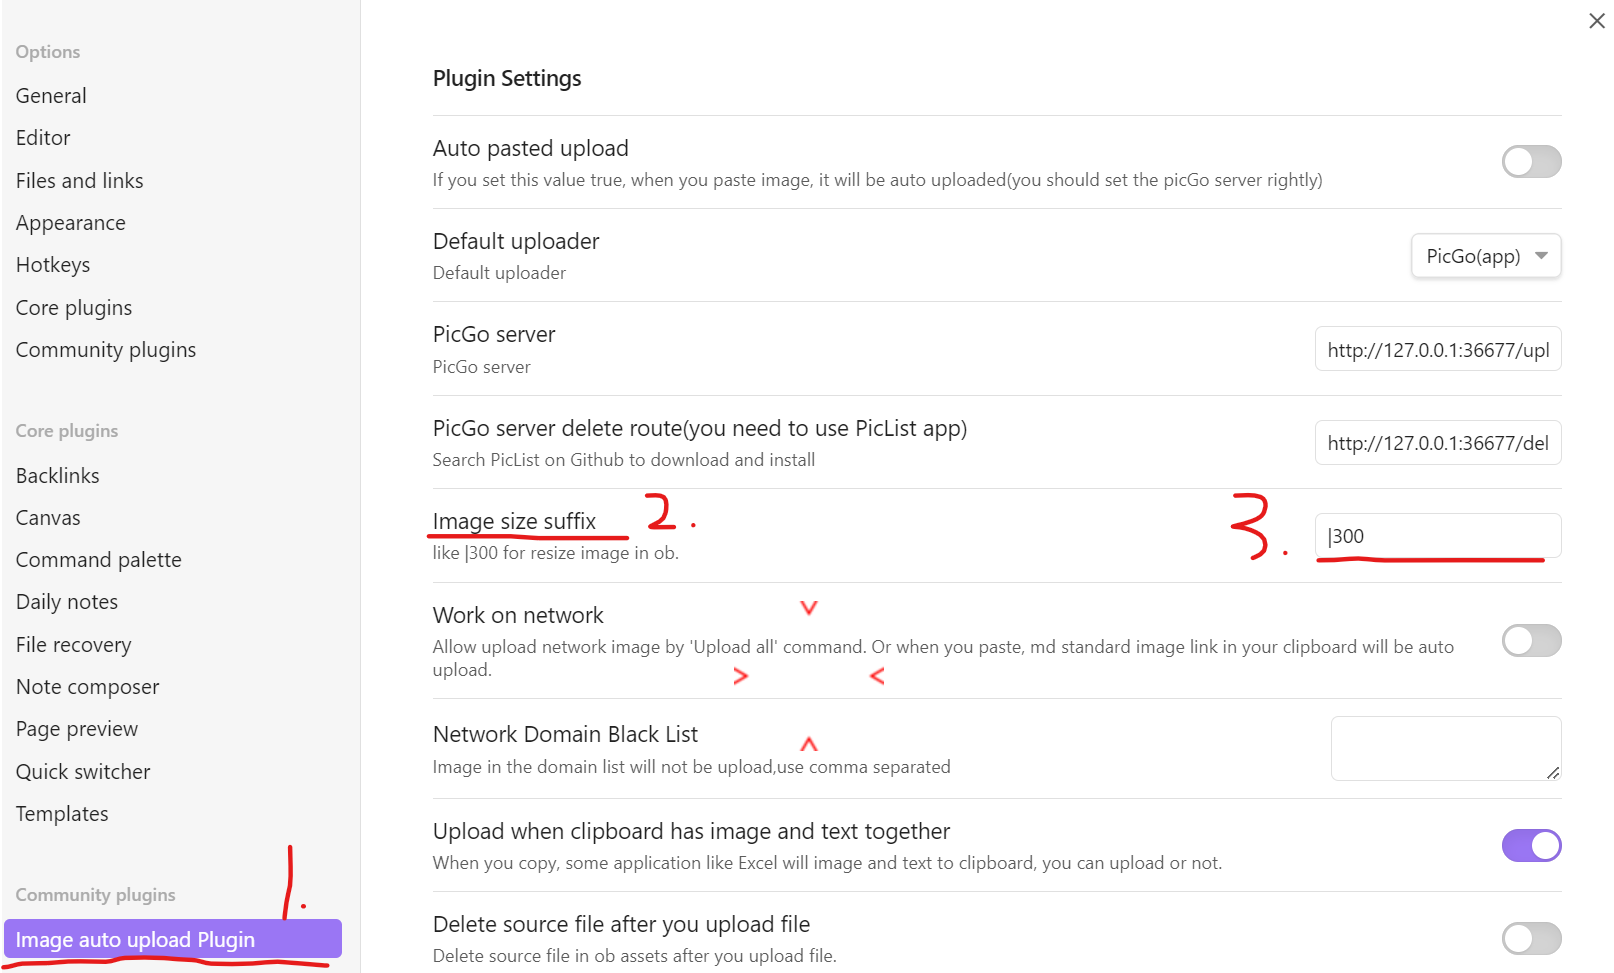 Options
General
Editor
Files and links
Appearance
Hotkeys
Core plugins
Community plugins
Core plugins
Backlinks
Canvas
Command palette
Daily notes
File recovery
Note composer
Page preview
Quick switcher
Templates
1.
Community plugins
Image auto upload Plugin
Plugin Settings
Auto pasted upload
If you set this value true, when you paste image, it will be auto uploaded(you should set the picGo server rightly)
Default uploader
Default uploader
PicGo(app)
PicGo server
PicGo server
http://127.0.0.1:36677/upl
PicGo server delete route(you need to use PicList app)
Search PicList on Github to download and install
http://127.0.0.1:36677/del
Image size suffix 2.
like |300 for resize image in ob.
3. |300
Work on network
Allow upload network image by 'Upload all' command. Or when you paste, md standard image link in your clipboard will be auto
upload.
Network Domain Black List
Image in the domain list will not be upload,use comma separated
Upload when clipboard has image and text together
When you copy, some application like Excel will image and text to clipboard, you can upload or not.
Delete source file after you upload file
Delete source file in ob assets after you upload file.